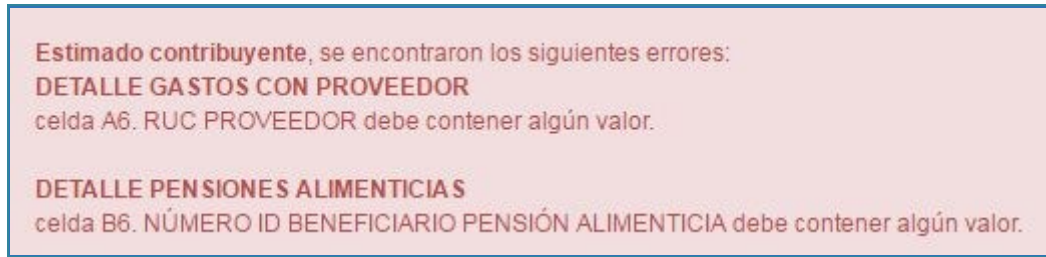 Estimado contribuyente, se encontraron los siguientes errores:
DETALLE GASTOS CON PROVEEDOR
celda A6. RUC PROVEEDOR debe contener algún valor.
DETALLE PENSIONES ALIMENTICIAS
celda B6. NÚMERO ID BENEFICIARIO PENSIÓN ALIMENTICIA debe contener algún valor.